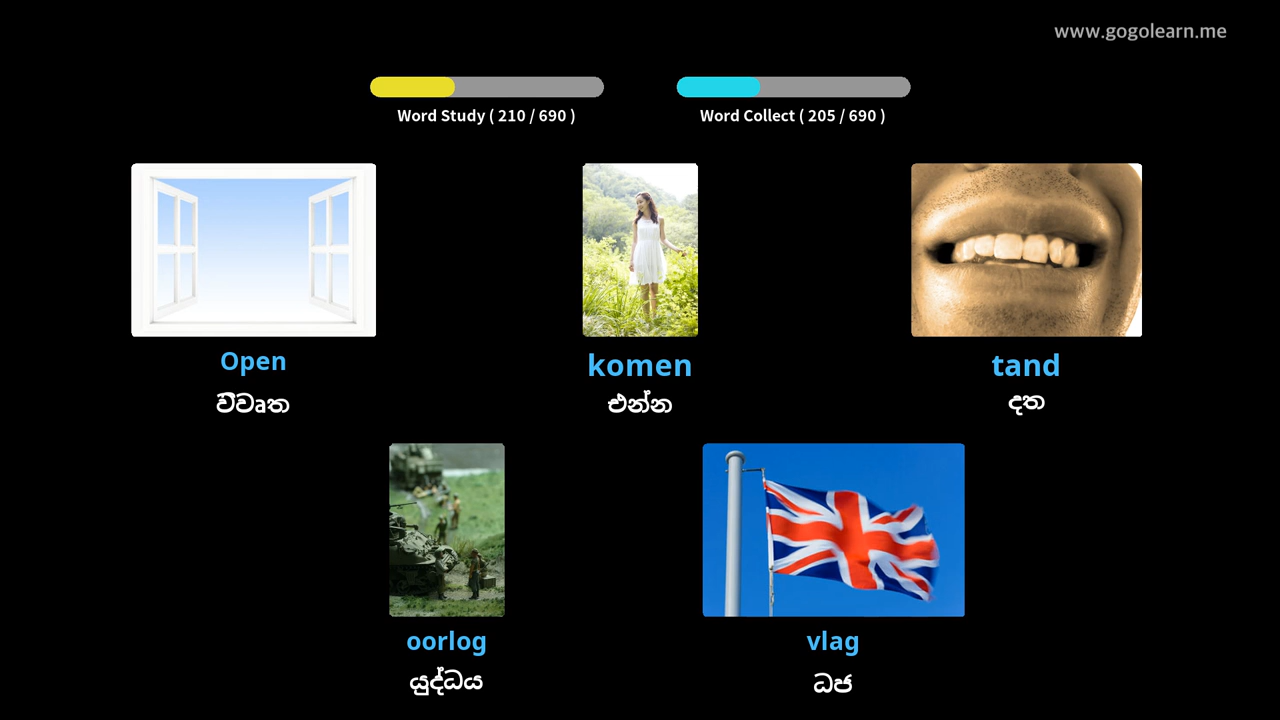 www.gogolearn.me
Word Study ( 210 / 690 )
Word Collect ( 205 / 690 )
Open
විවෘත
komen
එන්න
tand
දත
oorlog
යුද්ධය
vlag
ධජ